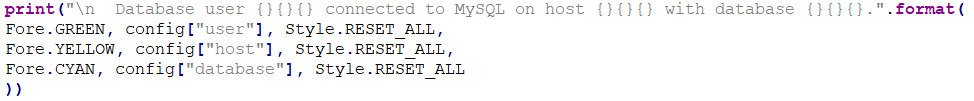 print("\n  Database user {}{}{} connected to MySQL on host {}{}{} with database {}{}{}.".format(
Fore.GREEN, config["user"], Style.RESET_ALL,
Fore.YELLOW, config["host"], Style.RESET_ALL,
Fore.CYAN, config["database"], Style.RESET_ALL
))